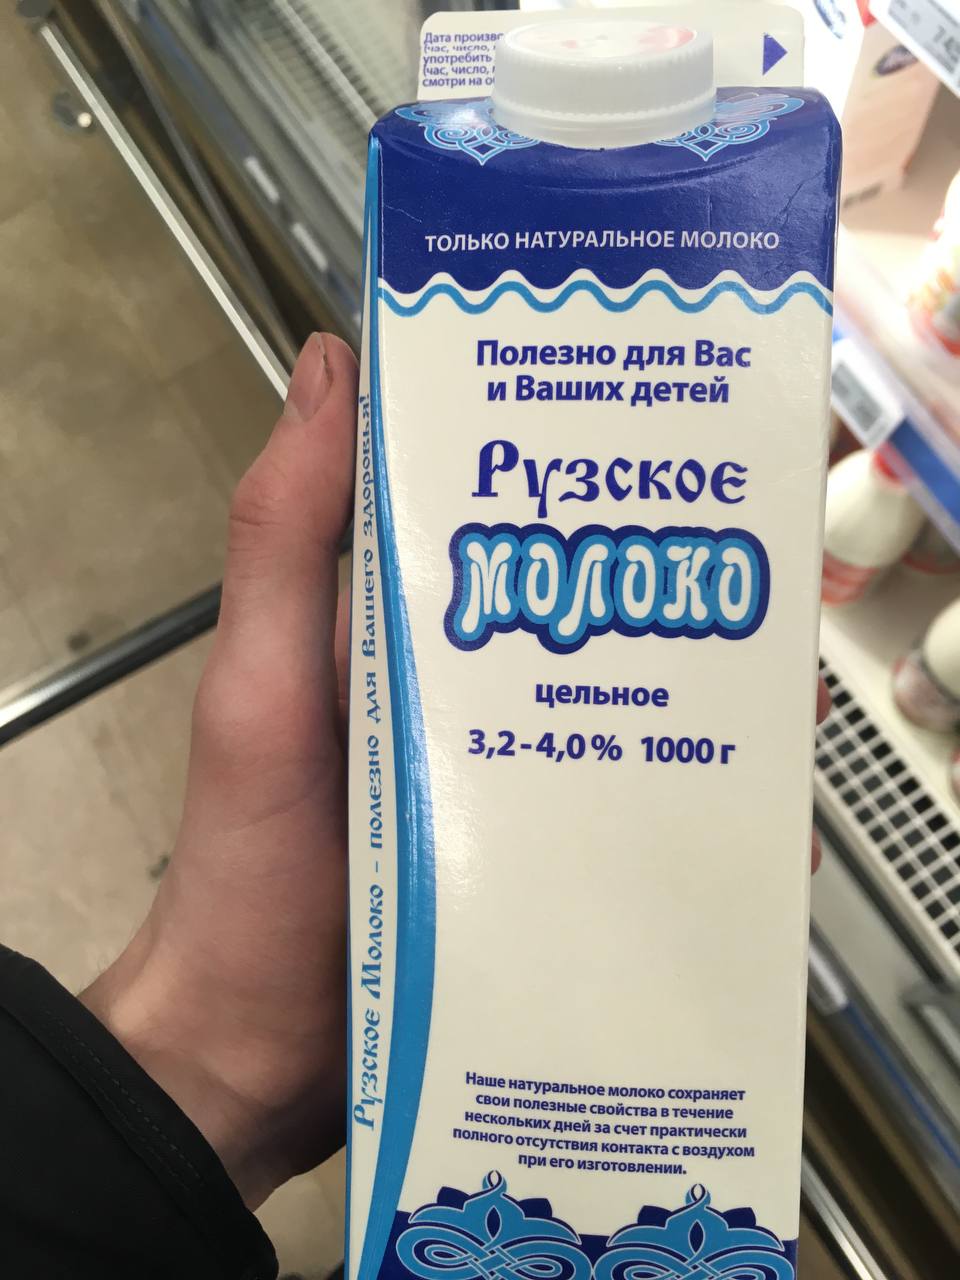 Дата произво
(час, число,
употребить
(час, число,
смотри на об
ТОЛЬКО НАТУРАЛЬНОЕ МОЛОКО
Полезно для Вас
и Ваших детей
Рузское
МОЛОКО
цельное
3,2-4,0% 1000 г
Рузское Молоко - полезно для Вашего здоровья!
Наше натуральное молоко сохраняет
свои полезные свойства в течение
нескольких дней за счет практически
полного отсутствия контакта с воздухом
при его изготовлении.